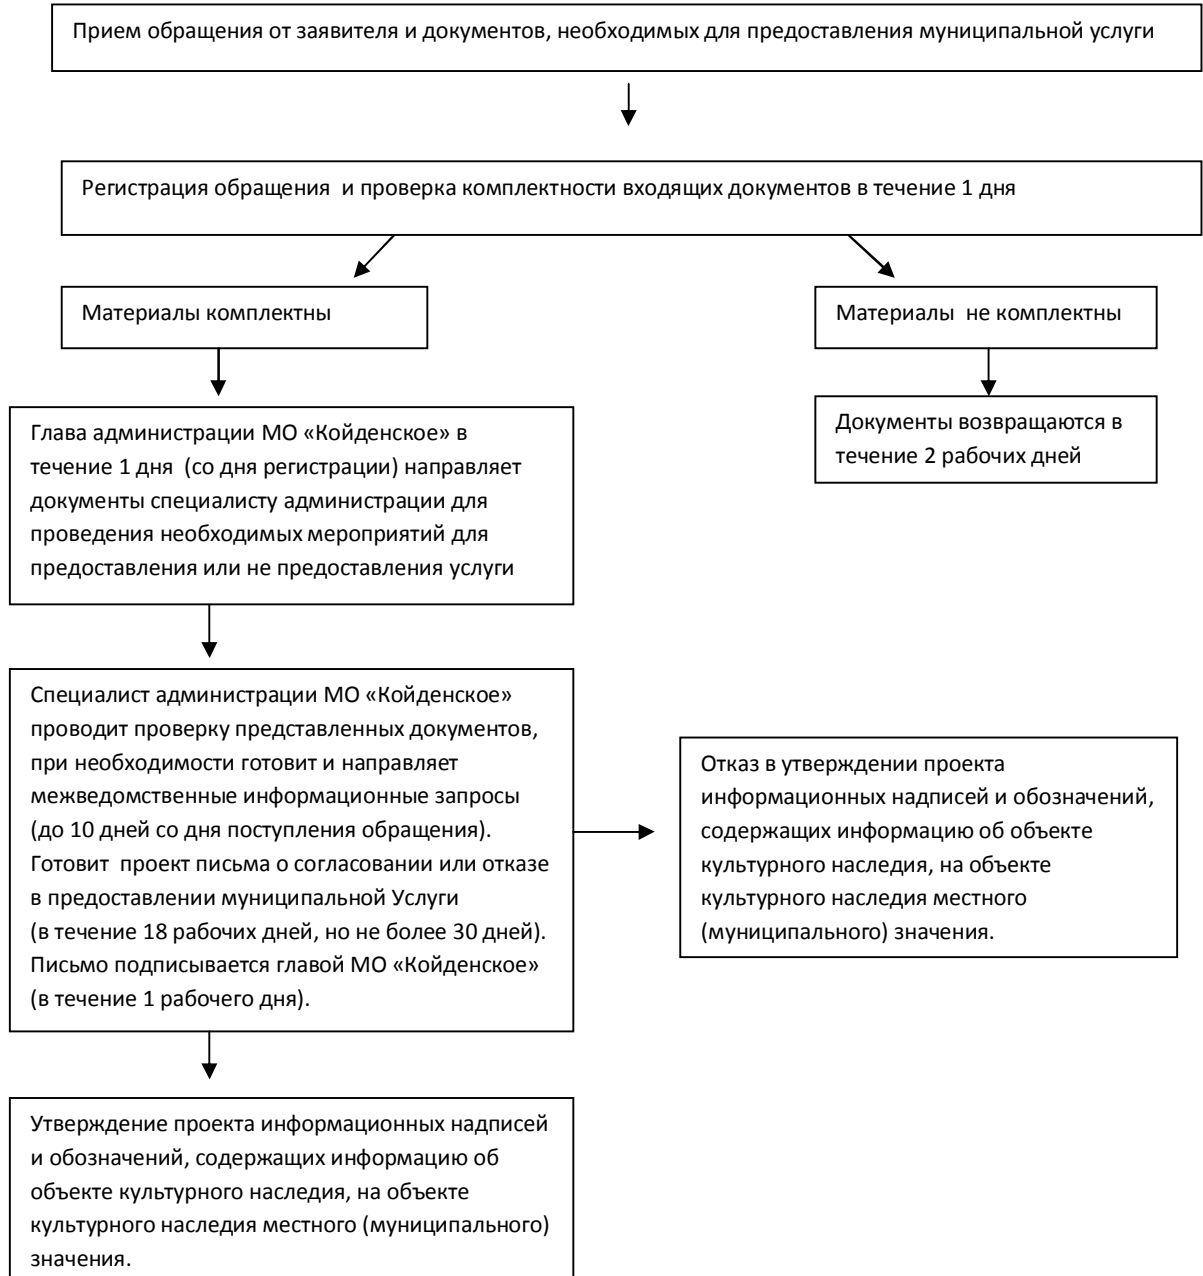 Прием обращения от заявителя и документов, необходимых для предоставления муниципальной услуги
Регистрация обращения и проверка комплектности входящих документов в течение 1 дня
Материалы комплектны
Материалы не комплектны
Глава администрации МО «Койденское» в
течение 1 дня (со дня регистрации) направляет
документы специалисту администрации для
проведения необходимых мероприятий для
предоставления или не предоставления услуги
Документы возвращаются в
течение 2 рабочих дней
Специалист администрации МО «Койденское»
проводит проверку представленных документов,
при необходимости готовит и направляет
межведомственные информационные запросы
(до 10 дней со дня поступления обращения).
Готовит проект письма о согласовании или отказе
в предоставлении муниципальной Услуги
(в течение 18 рабочих дней, но не более 30 дней).
Письмо подписывается главой МО «Койденское»
(в течение 1 рабочего дня).
Отказ в утверждении проекта
информационных надписей и обозначений,
содержащих информацию об объекте
культурного наследия, на объекте
культурного наследия местного
(муниципального) значения.
Утверждение проекта информационных надписей
и обозначений, содержащих информацию об
объекте культурного наследия, на объекте
культурного наследия местного (муниципального)
значения.